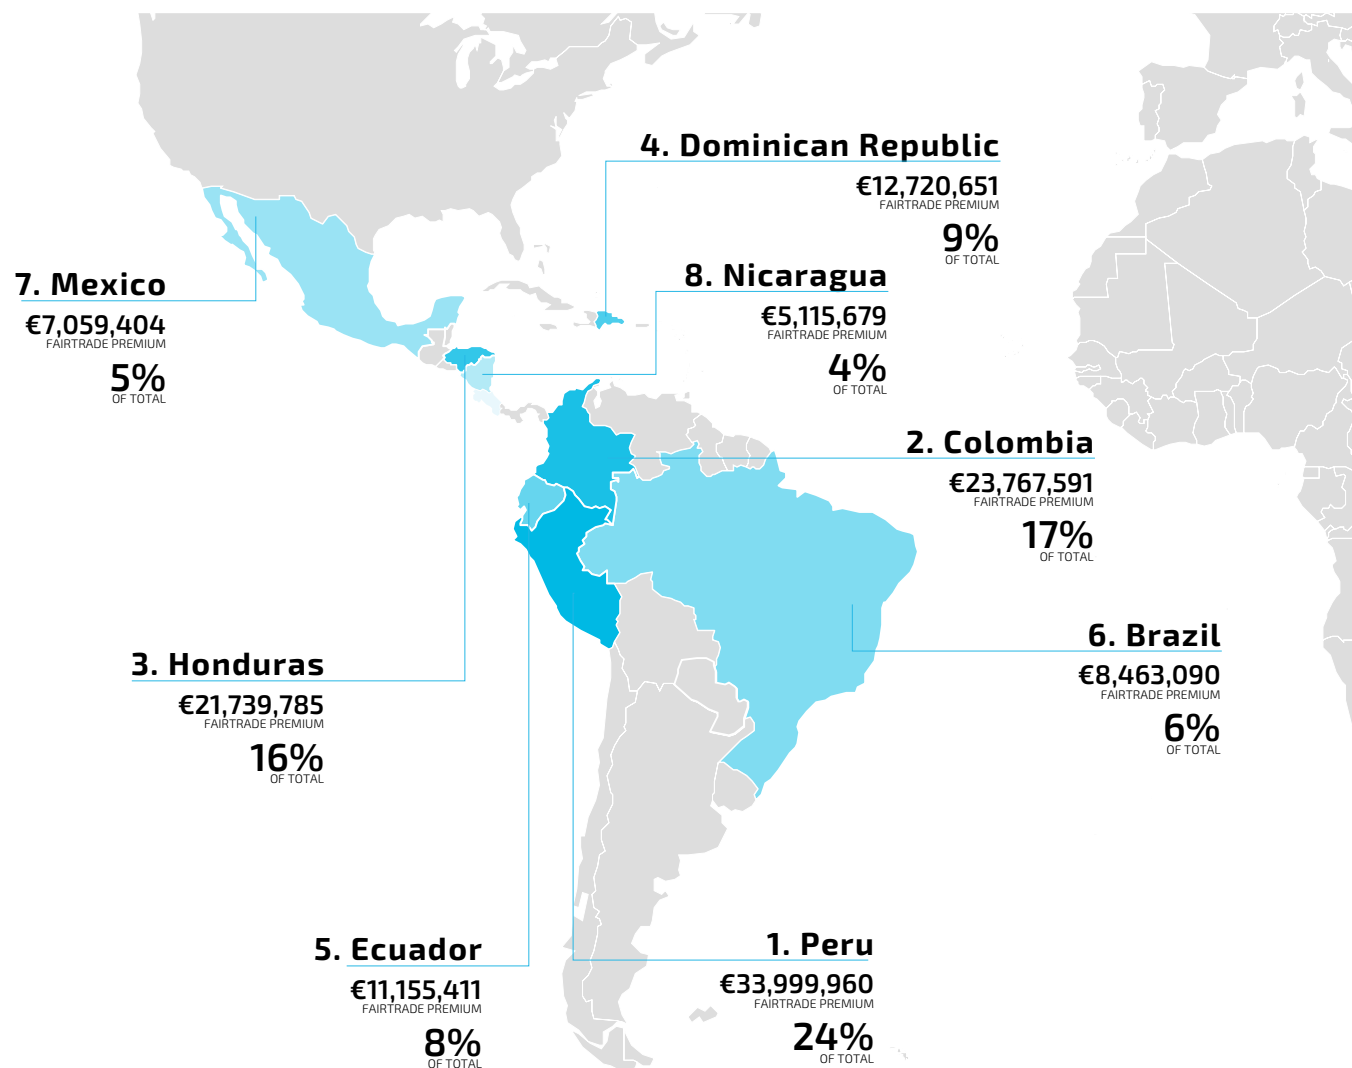 4. Dominican Republic
€12,720,651
FAIRTRADE PREMIUM
9%
OF TOTAL
7. Mexico
€7,059,404
FAIRTRADE PREMIUM
5%
OF TOTAL
8. Nicaragua
€5,115,679
FAIRTRADE PREMIUM
4%
OF TOTAL
2. Colombia
€23,767,591
FAIRTRADE PREMIUM
17%
OF TOTAL
6. Brazil
€8,463,090
FAIRTRADE PREMIUM
6%
OF TOTAL
3. Honduras
€21,739,785
FAIRTRADE PREMIUM
16%
OF TOTAL
5. Ecuador
€11,155,411
FAIRTRADE PREMIUM
8%
OF TOTAL
1. Peru
€33,999,960
FAIRTRADE PREMIUM
24%
OF TOTAL